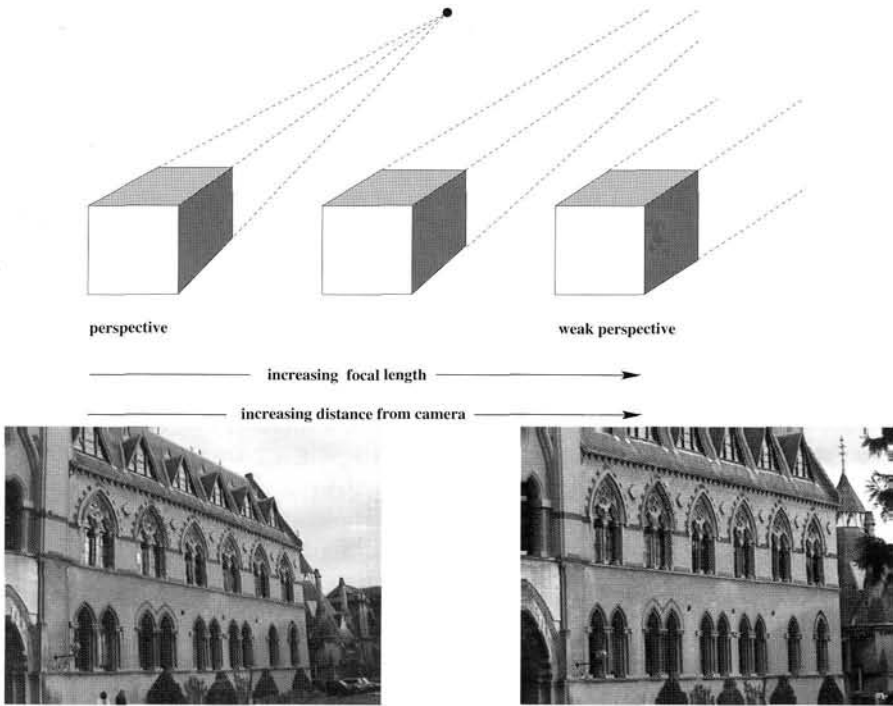 perspective
weak perspective
increasing focal length
increasing distance from camera